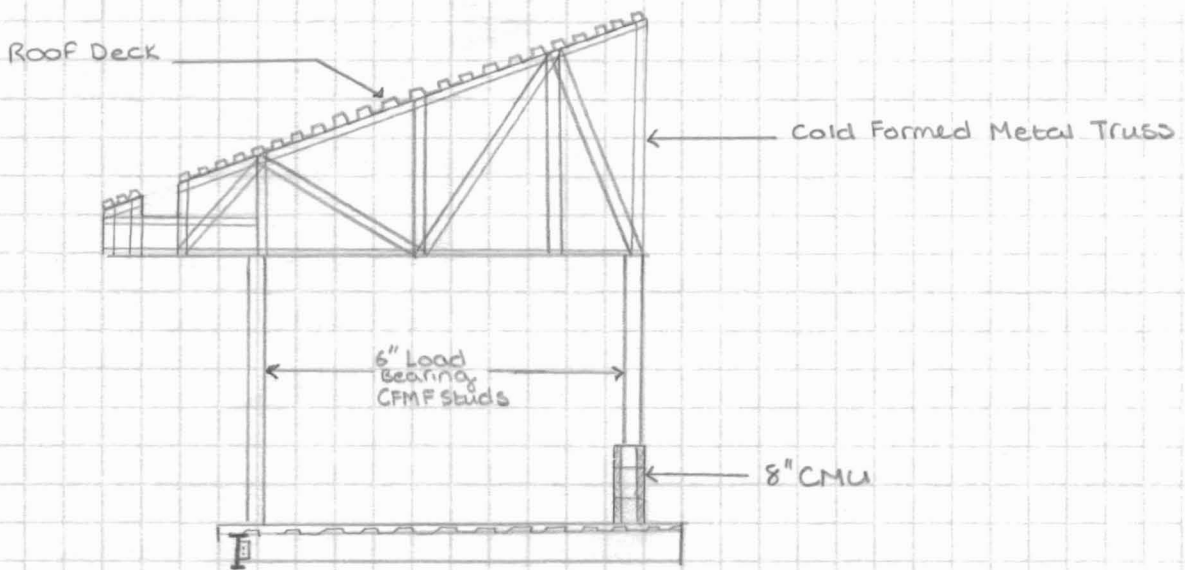 Roof Deck
Cold Formed Metal Truss
6" Load
Bearing
CFMF Studs
8" CMU